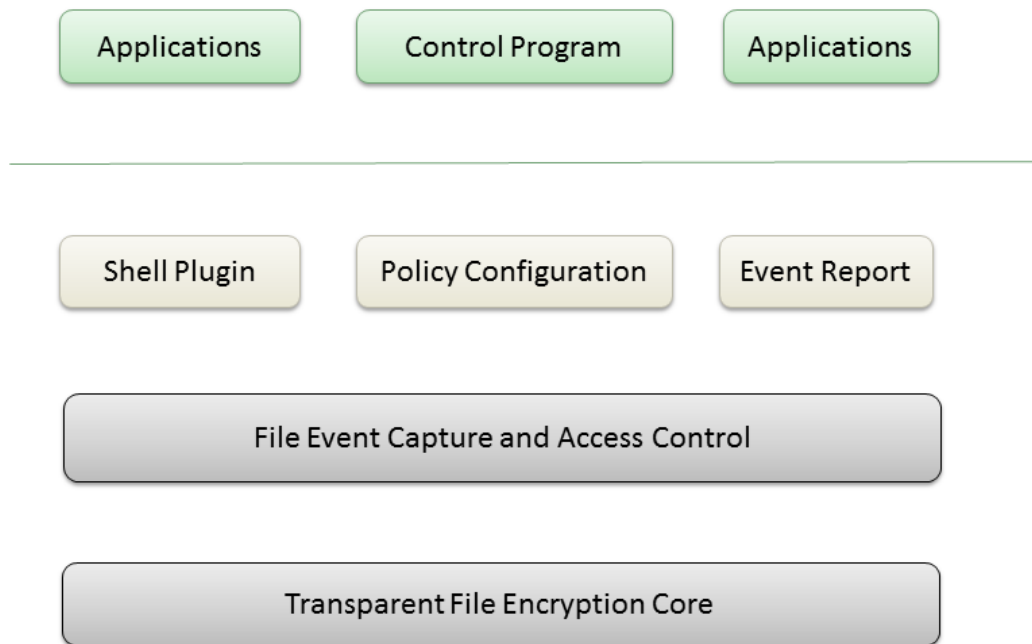 Applications
Control Program
Applications
Shell Plugin
Policy Configuration
Event Report
File Event Capture and Access Control
Transparent File Encryption Core